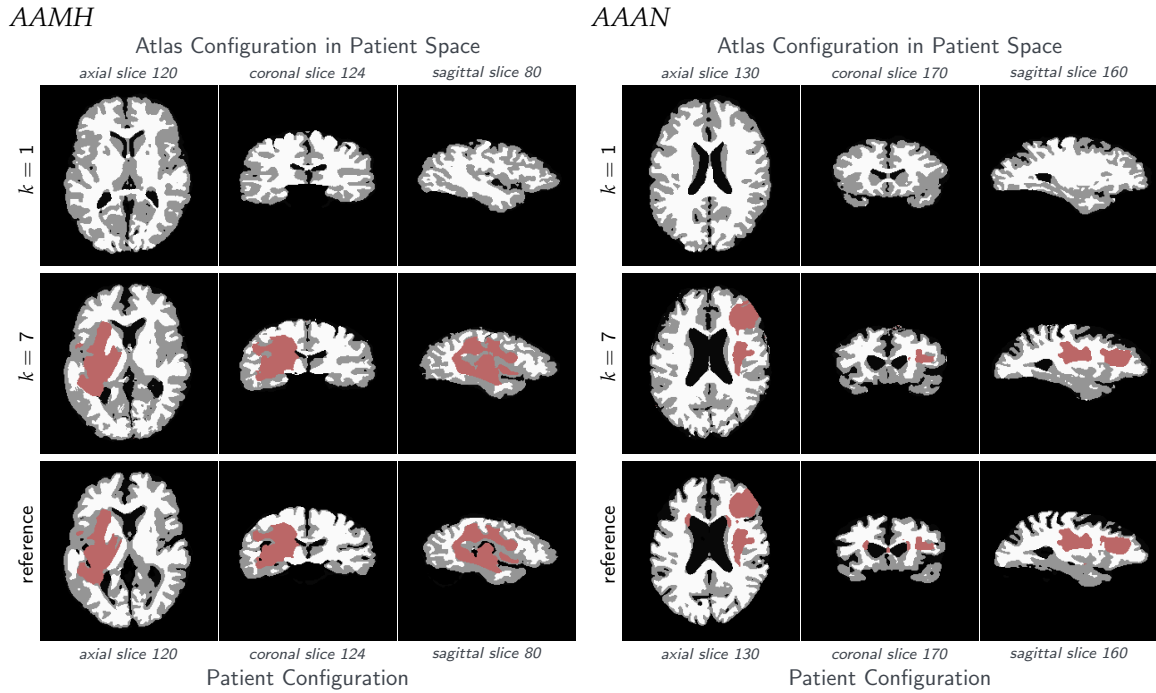 AAMH
Atlas Configuration in Patient Space
axial slice 120 coronal slice 124 sagittal slice 80
k = 1
k = 7
reference
axial slice 120 coronal slice 124 sagittal slice 80
Patient Configuration
AAAN
Atlas Configuration in Patient Space
axial slice 130 coronal slice 170 sagittal slice 160
k = 1
k = 7
reference
axial slice 130 coronal slice 170 sagittal slice 160
Patient Configuration